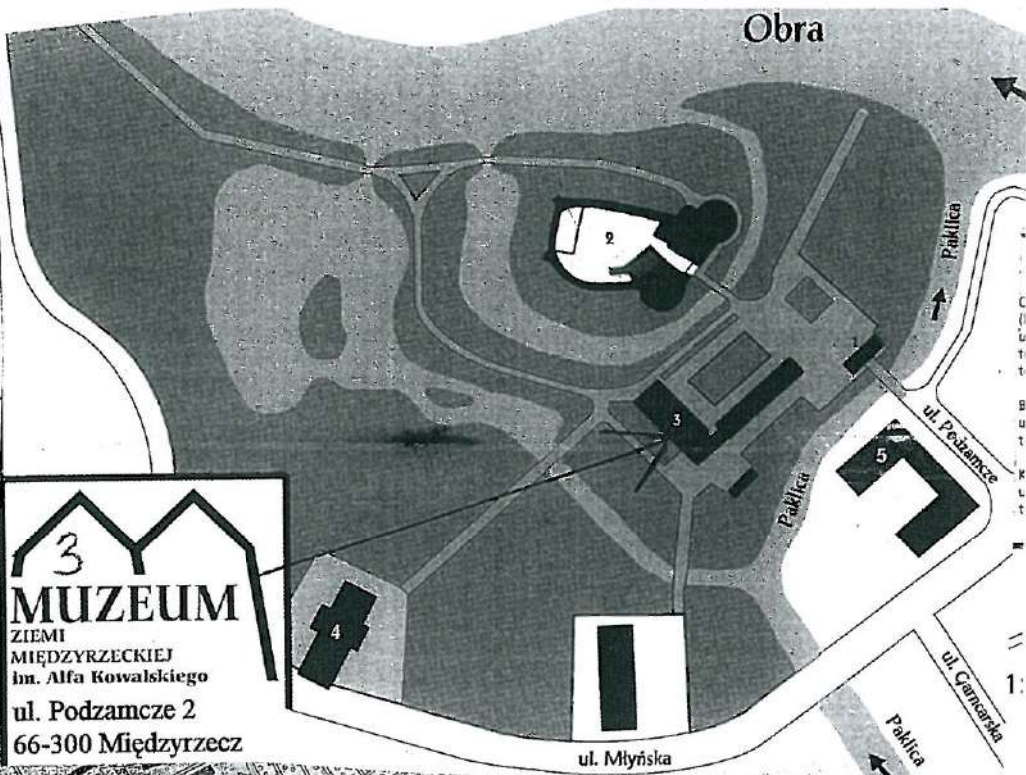 Obra
Paklica
2
1
3
ul. Podzamcze
5
Paklica
3
MUZEUM
ZIEMI
MIĘDZYRZECKIEJ
im. Alfa Kowalskiego
ul. Podzamcze 2
66-300 Międzyrzecz
4
ul. Młyńska
ul. Garncarska
Paklica